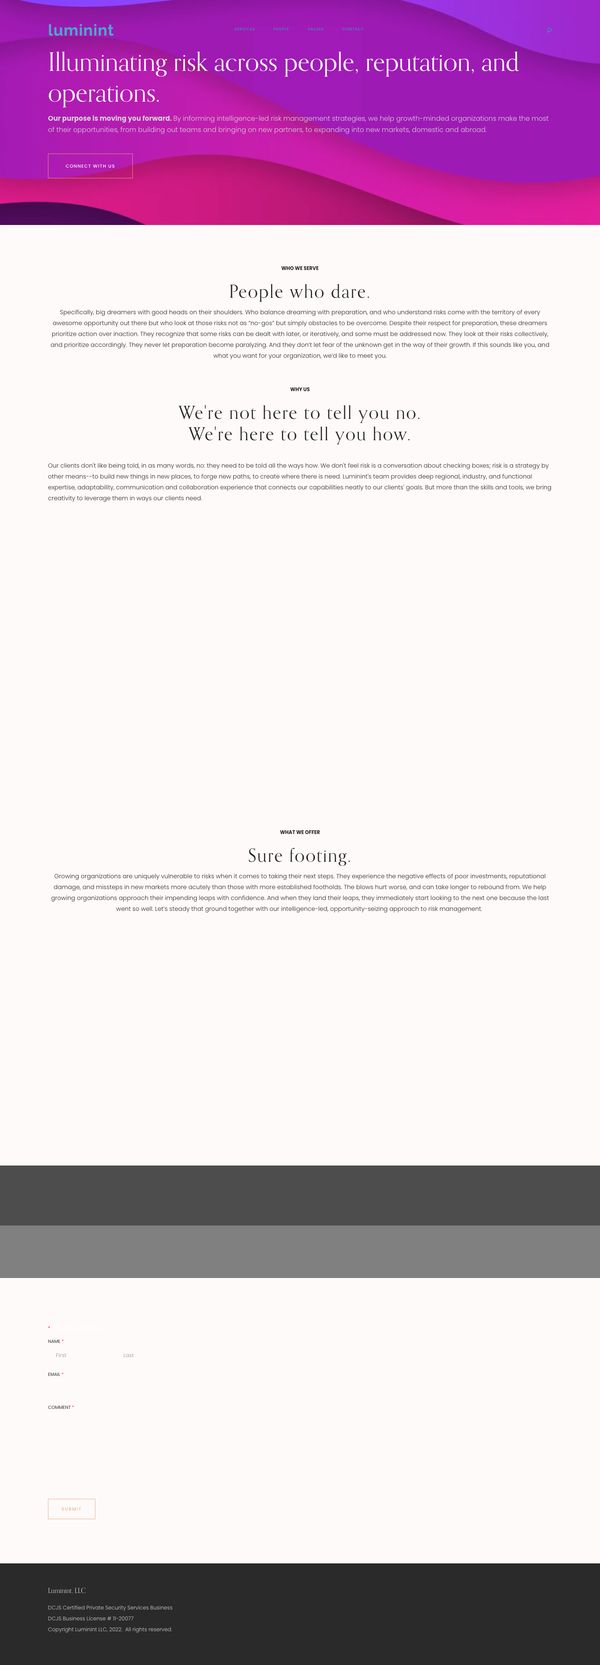 luminint
SERVICES PEOPLE VALUES CONTACT
Illuminating risk across people, reputation, and
operations.
Our purpose is moving you forward. By informing intelligence-led risk management strategies, we help growth-minded organizations make the most
of their opportunities, from building out teams and bringing on new partners, to expanding into new markets, domestic and abroad.
CONNECT WITH US
WHO WE SERVE
People who dare.
Specifically, big dreamers with good heads on their shoulders. Who balance dreaming with preparation, and who understand risks come with the territory of every
awesome opportunity out there but who look at those risks not as "no-gos" but simply obstacles to be overcome. Despite their respect for preparation, these dreamers
prioritize action over inaction. They recognize that some risks can be dealt with later, or iteratively, and some must be addressed now. They look at their risks collectively,
and prioritize accordingly. They never let preparation become paralyzing. And they don't let fear of the unknown get in the way of their growth. If this sounds like you, and
what you want for your organization, we'd like to meet you.
WHY US
We're not here to tell you no.
We're here to tell you how.
Our clients don't like being told, in as many words, no: they need to be told all the ways how. We don't feel risk is a conversation about checking boxes; risk is a strategy by
other means--to build new things in new places, to forge new paths, to create where there is need. Luminint's team provides deep regional, industry, and functional
expertise, adaptability, communication and collaboration experience that connects our capabilities neatly to our clients' goals. But more than the skills and tools, we bring
creativity to leverage them in ways our clients need.
WHAT WE OFFER
Sure footing.
Growing organizations are uniquely vulnerable to risks when it comes to taking their next steps. They experience the negative effects of poor investments, reputational
damage, and missteps in new markets more acutely than those with more established footholds. The blows hurt worse, and can take longer to rebound from. We help
growing organizations approach their impending leaps with confidence. And when they land their leaps, they immediately start looking to the next one because the last
went so well. Let's steady that ground together with our intelligence-led, opportunity-seizing approach to risk management.
*
NAME *
First Last
EMAIL *
COMMENT *
SUBMIT
Luminint, LLC
DCJS Certified Private Security Services Business
DCJS Business License # 11-20077
Copyright Luminint LLC, 2022. All rights reserved.